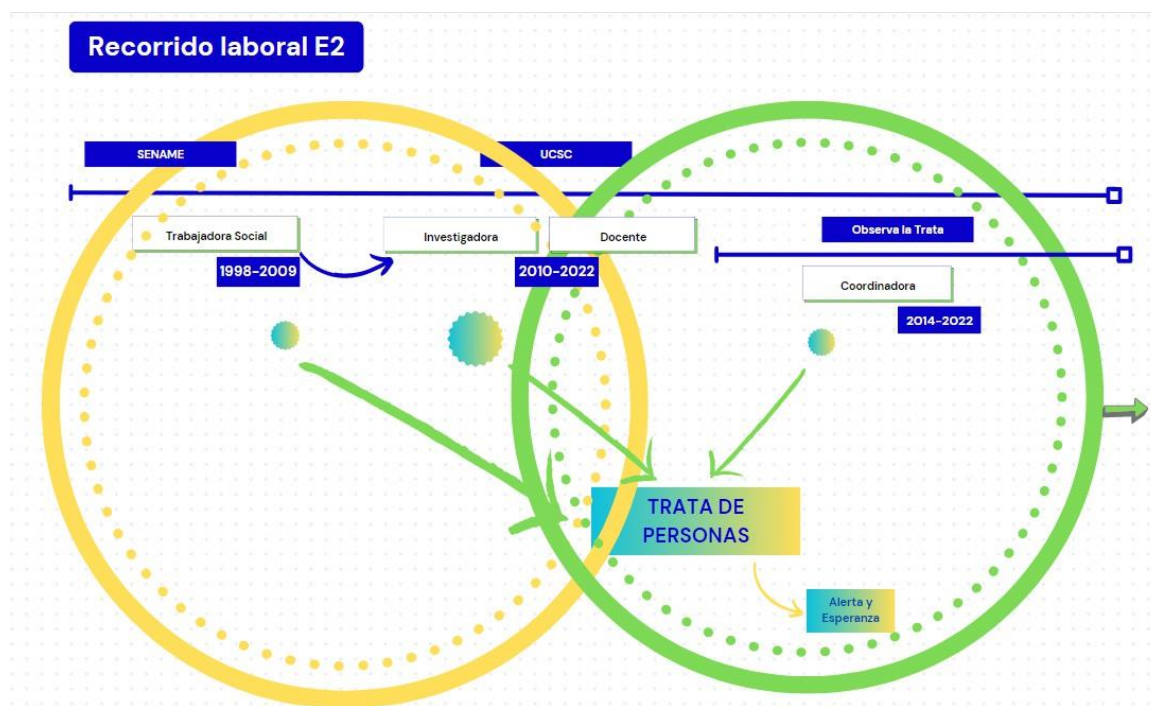 Recorrido laboral E2
SENAME
UCSC
Trabajadora Social
Investigadora
Docente
Observa la Trata
1998-2009
2010-2022
Coordinadora
2014-2022
TRATA DE
PERSONAS
Alerta y
Esperanza